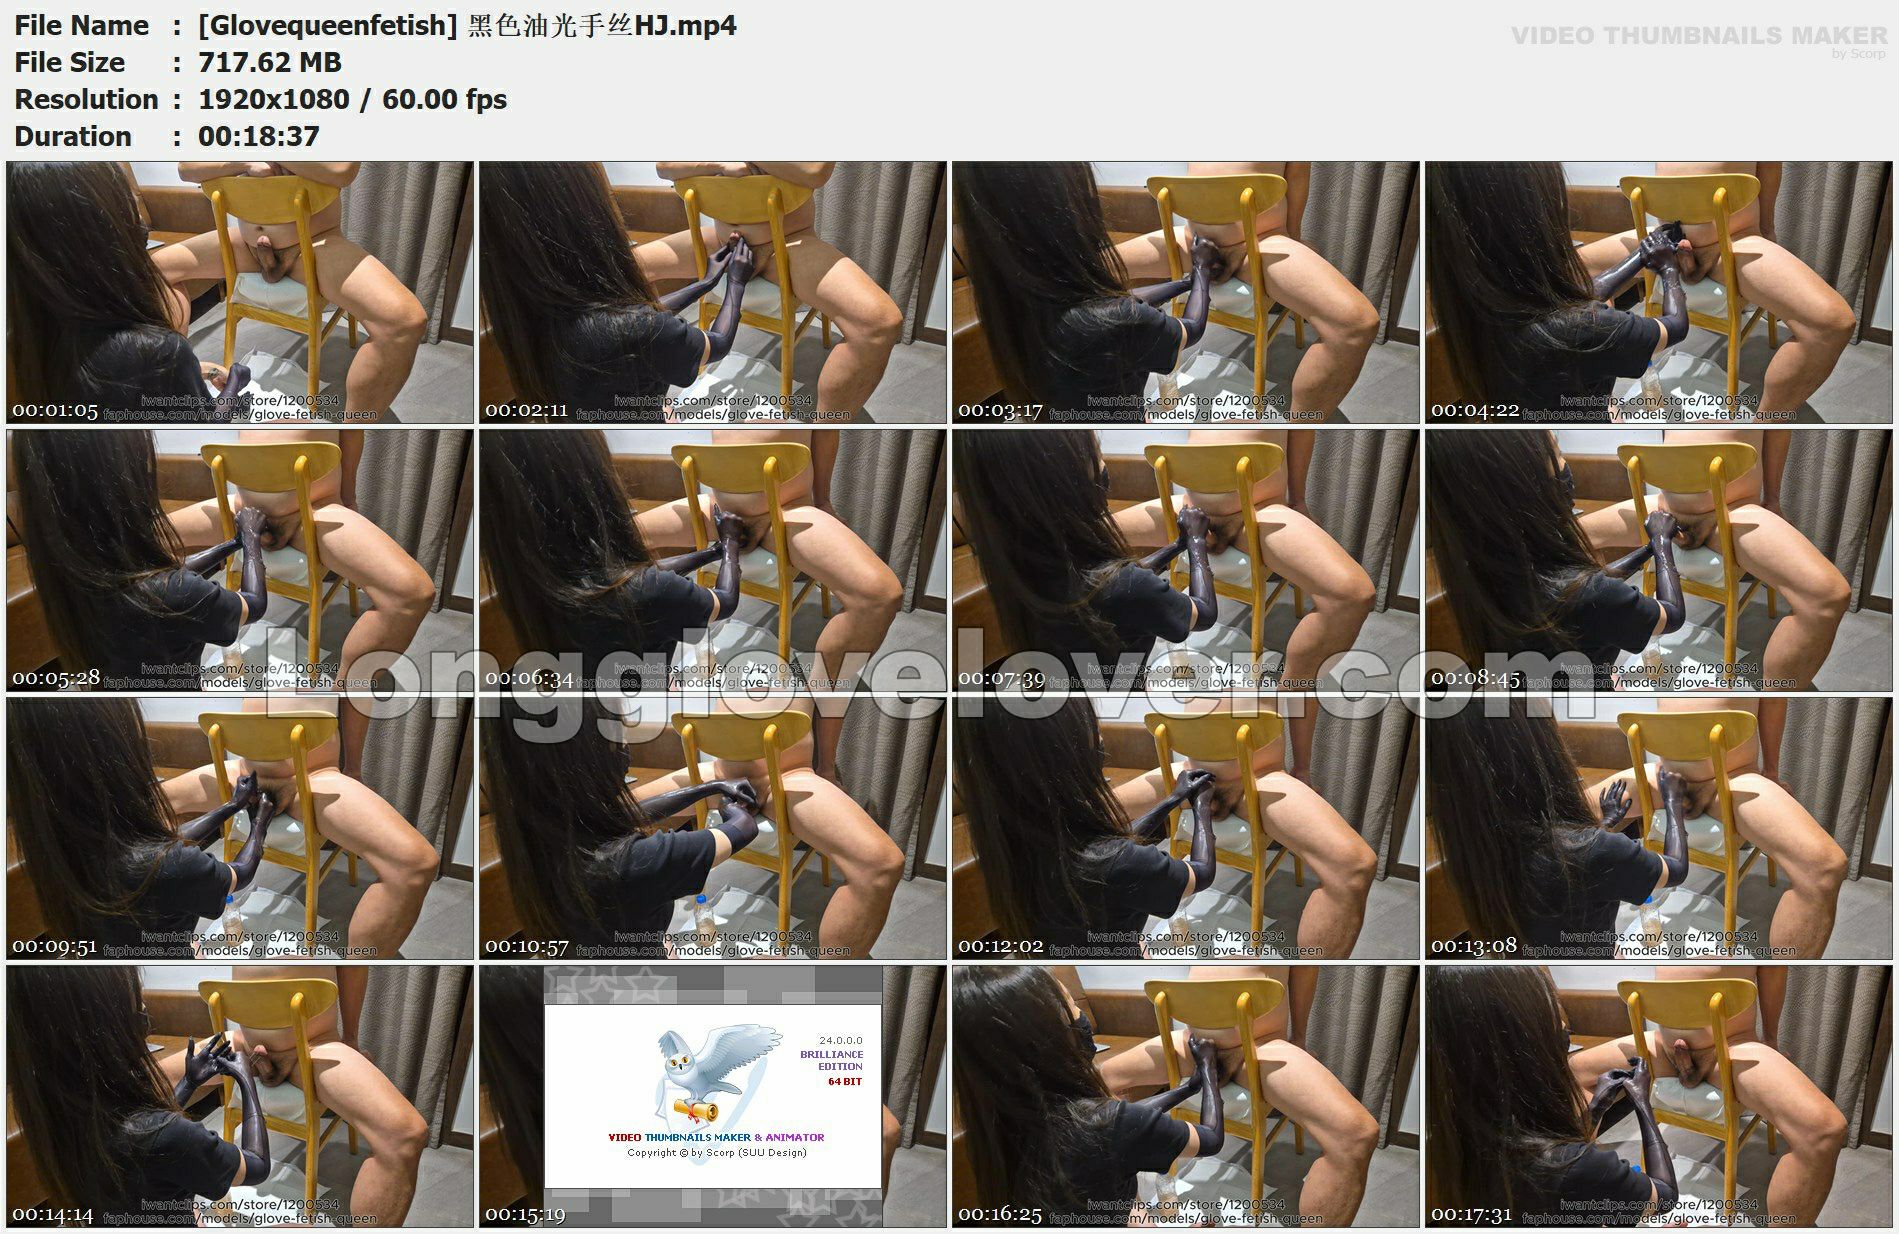 File Name : [Glovequeenfetish] 黑色油光手丝HJ.mp4
File Size : 717.62 MB
Resolution : 1920x1080 / 60.00 fps
Duration : 00:18:37
VIDEO THUMBNAILS MAKER
by Scorp
iwantclips.com/store/1200534
00:01:05 faphouse.com/models/glove-fetish-queen
iwantclips.com/store/1200534
00:02:11 faphouse.com/models/glove-fetish-queen
iwantclips.com/store/1200534
00:03:17 faphouse.com/models/glove-fetish-queen
iwantclips.com/store/1200534
00:04:22 faphouse.com/models/glove-fetish-queen
iwantclips.com/store/1200534
00:05:28 faphouse.com/models/glove-fetish-queen
iwantclips.com/store/1200534
00:06:34 faphouse.com/models/glove-fetish-queen
iwantclips.com/store/1200534
00:07:39 faphouse.com/models/glove-fetish-queen
iwantclips.com/store/1200534
00:08:45 faphouse.com/models/glove-fetish-queen
Longglovelover.com
iwantclips.com/store/1200534
00:09:51 faphouse.com/models/glove-fetish-queen
iwantclips.com/store/1200534
00:10:57 faphouse.com/models/glove-fetish-queen
iwantclips.com/store/1200534
00:12:02 faphouse.com/models/glove-fetish-queen
iwantclips.com/store/1200534
00:13:08 faphouse.com/models/glove-fetish-queen
iwantclips.com/store/1200534
00:14:14 faphouse.com/models/glove-fetish-queen
24.0.0.0
BRILLIANCE
EDITION
64 BIT
VIDEO THUMBNAILS MAKER & ANIMATOR
Copyright © by Scorp (SUU Design)
00:15:19
iwantclips.com/store/1200534
00:16:25 faphouse.com/models/glove-fetish-queen
iwantclips.com/store/1200534
00:17:31 faphouse.com/models/glove-fetish-queen